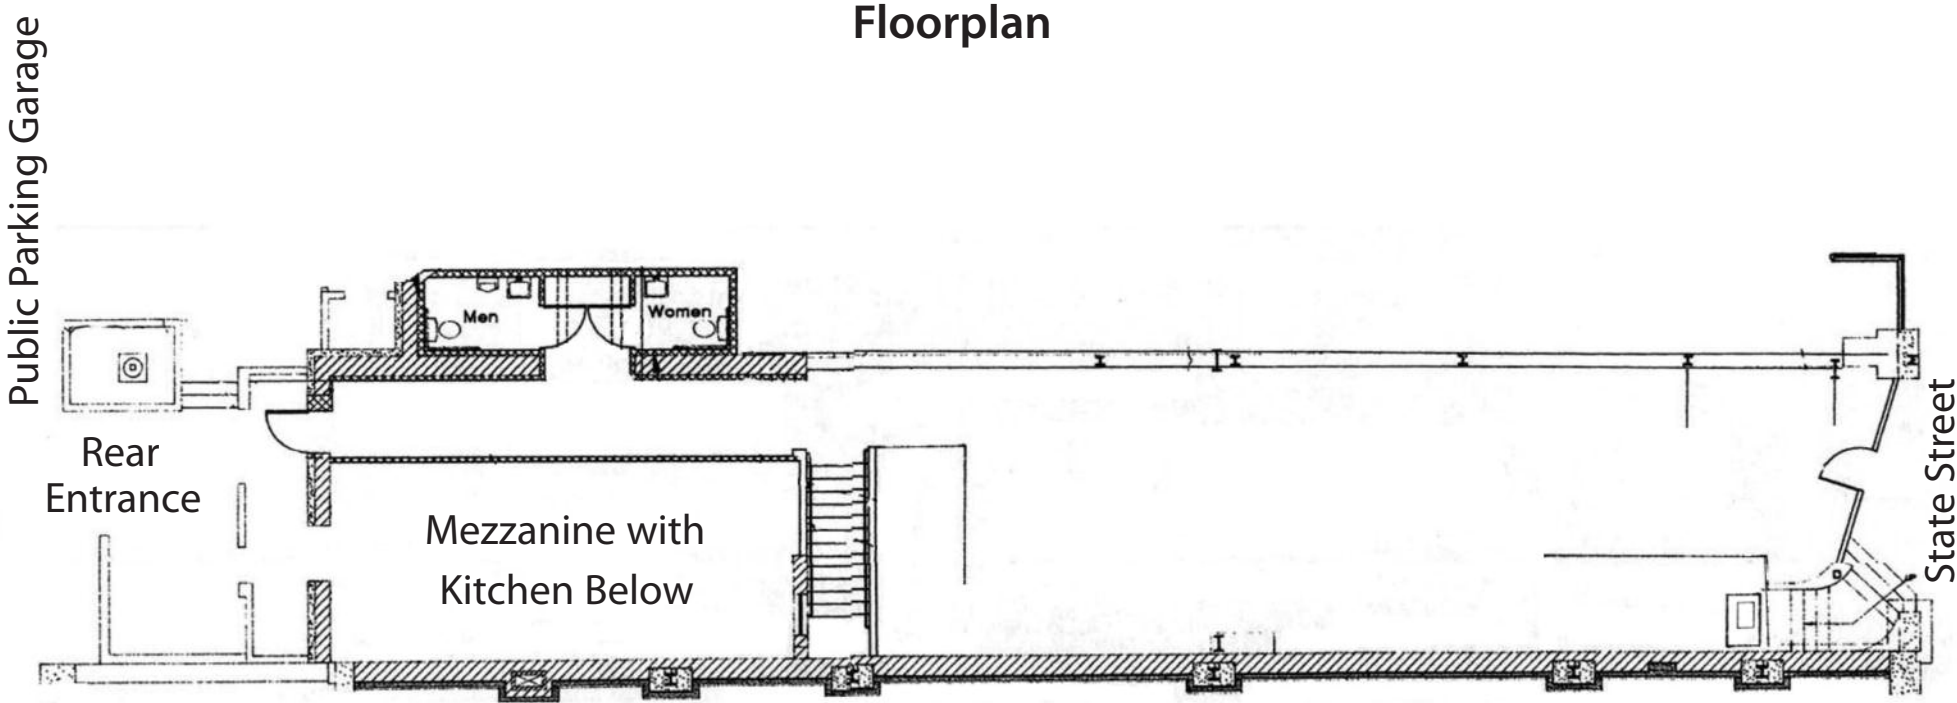 Floorplan
Public Parking Garage
Men
Women
Rear
Entrance
Mezzanine with
Kitchen Below
State Street